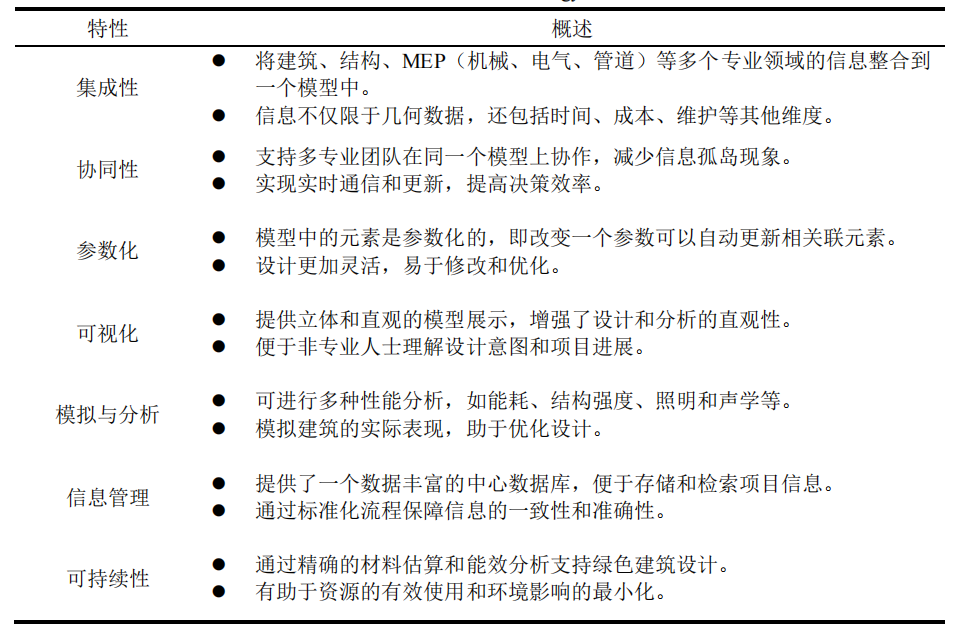 特性 概述
集成性
● 将建筑、结构、MEP（机械、电气、管道）等多个专业领域的信息整合到
一个模型中。
● 信息不仅限于几何数据，还包括时间、成本、维护等其他维度。
协同性
● 支持多专业团队在同一个模型上协作，减少信息孤岛现象。
● 实现实时通信和更新，提高决策效率。
参数化
● 模型中的元素是参数化的，即改变一个参数可以自动更新相关联元素。
● 设计更加灵活，易于修改和优化。
可视化
● 提供立体和直观的模型展示，增强了设计和分析的直观性。
● 便于非专业人士理解设计意图和项目进展。
模拟与分析
● 可进行多种性能分析，如能耗、结构强度、照明和声学等。
● 模拟建筑的实际表现，助于优化设计。
信息管理
● 提供了一个数据丰富的中心数据库，便于存储和检索项目信息。
● 通过标准化流程保障信息的一致性和准确性。
可持续性
● 通过精确的材料估算和能效分析支持绿色建筑设计。
● 有助于资源的有效使用和环境影响的最小化。